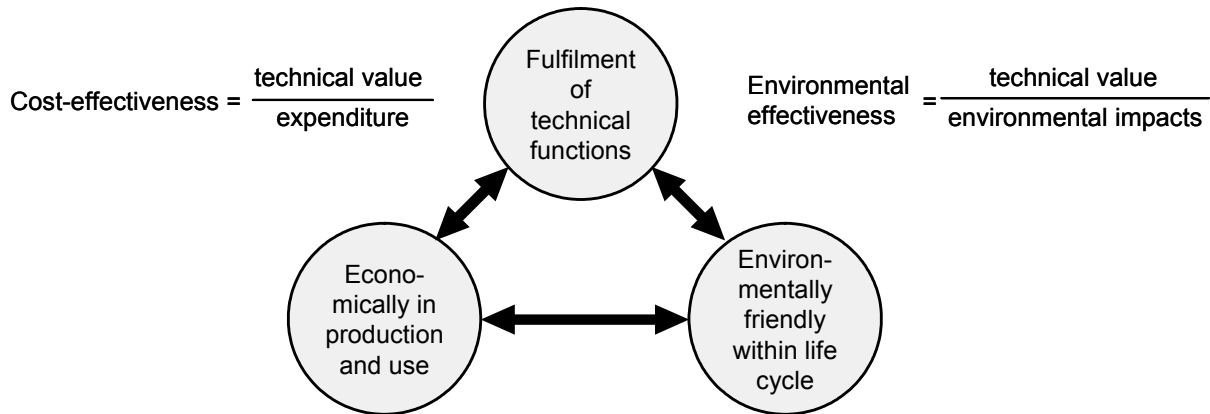 Fulfilment
of
technical
functions
Cost-effectiveness = technical value
expenditure
Environmental
effectiveness = technical value
environmental impacts
Econo-
mically in
production
and use
Environ-
mentally
friendly
within life
cycle